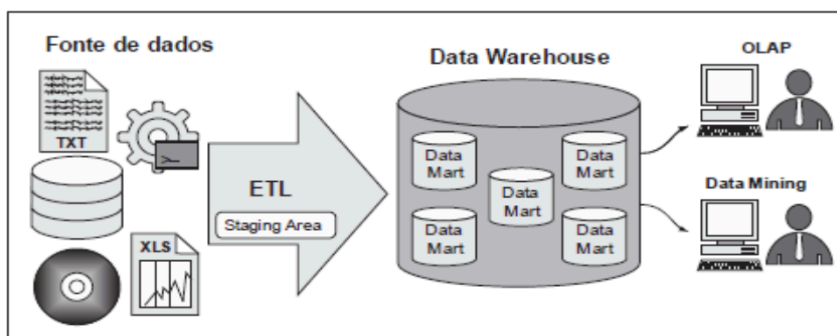 Fonte de dados
TXT
XLS
ETL
Staging Area
Data Warehouse
Data
Mart
Data
Mart
Data
Mart
Data
Mart
Data
Mart
OLAP
Data Mining